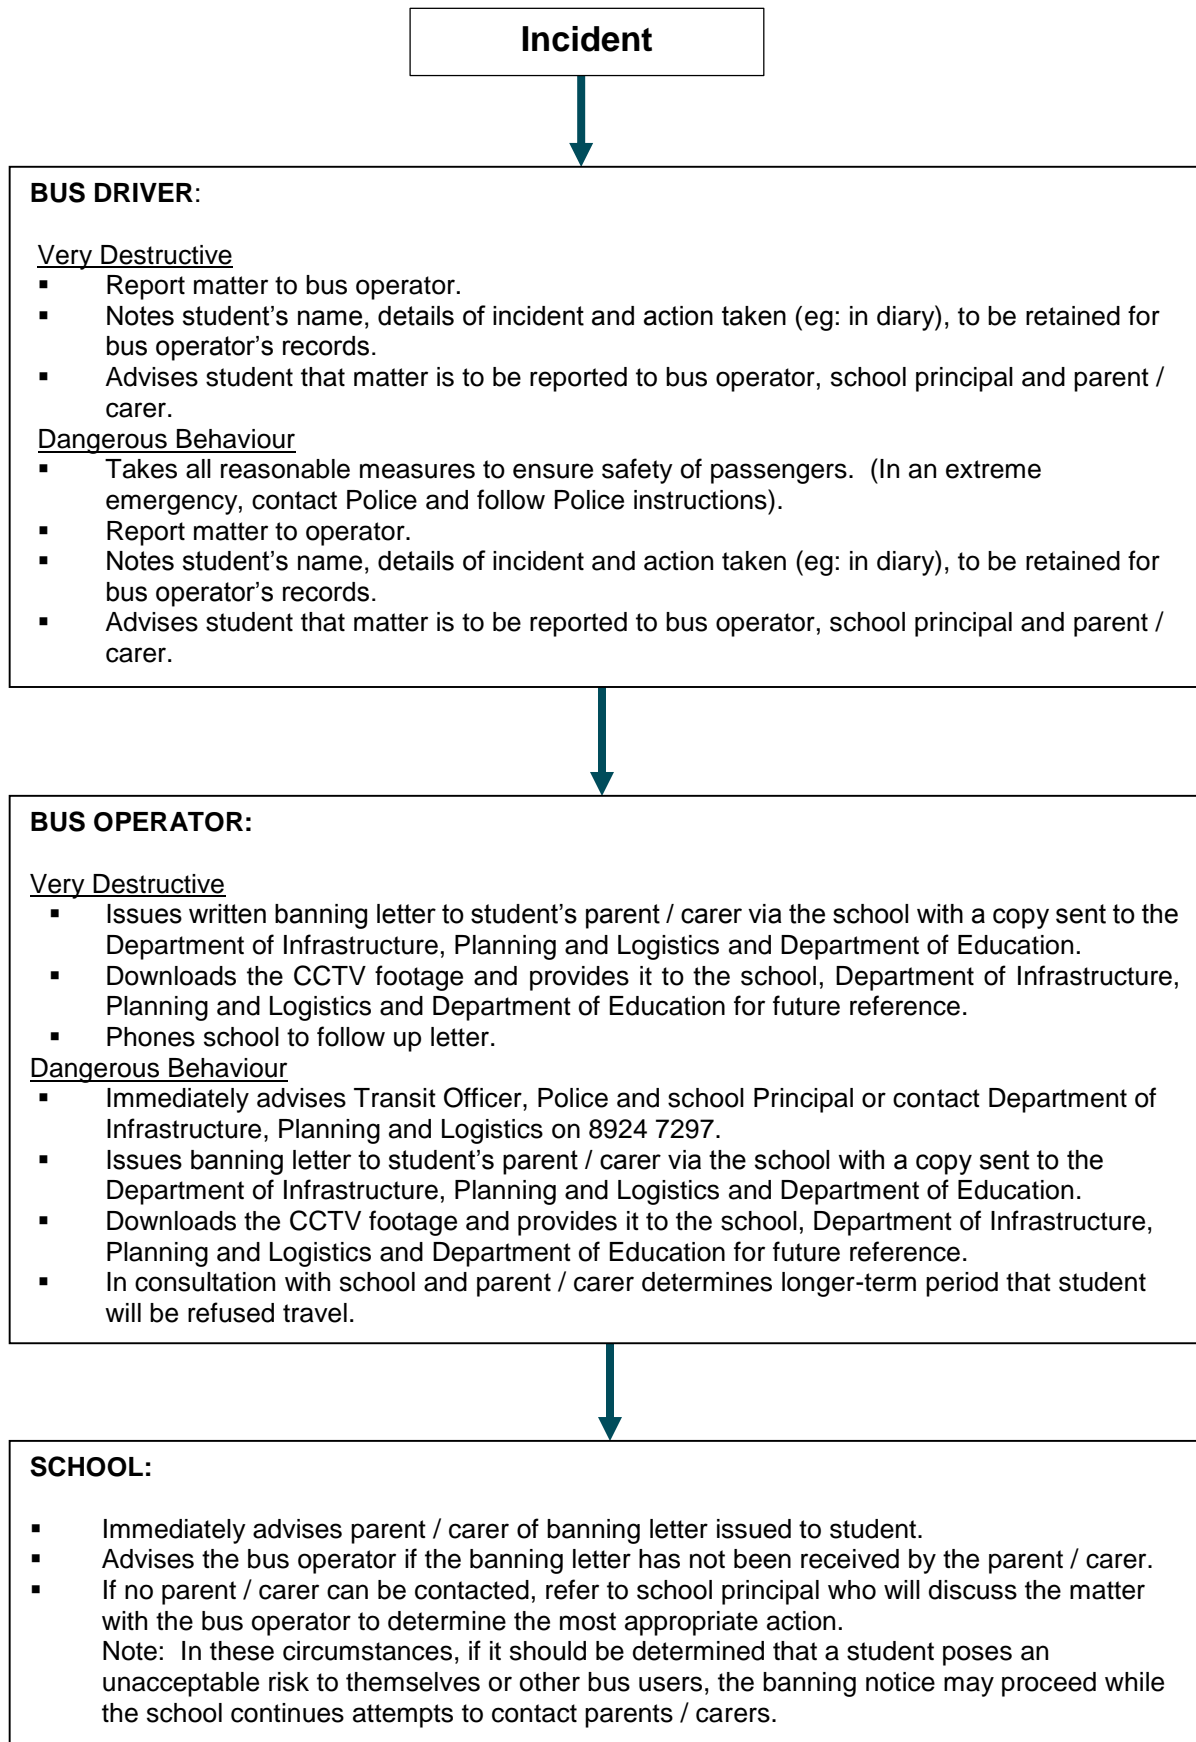 Incident
BUS DRIVER:
Very Destructive
▪ Report matter to bus operator.
▪ Notes student’s name, details of incident and action taken (eg: in diary), to be retained for
bus operator’s records.
▪ Advises student that matter is to be reported to bus operator, school principal and parent /
carer.
Dangerous Behaviour
▪ Takes all reasonable measures to ensure safety of passengers.  (In an extreme
emergency, contact Police and follow Police instructions).
▪ Report matter to operator.
▪ Notes student’s name, details of incident and action taken (eg: in diary), to be retained for
bus operator’s records.
▪ Advises student that matter is to be reported to bus operator, school principal and parent /
carer.
BUS OPERATOR:
Very Destructive
▪ Issues written banning letter to student’s parent / carer via the school with a copy sent to the
Department of Infrastructure, Planning and Logistics and Department of Education.
▪ Downloads the CCTV footage and provides it to the school, Department of Infrastructure,
Planning and Logistics and Department of Education for future reference.
▪ Phones school to follow up letter.
Dangerous Behaviour
▪ Immediately advises Transit Officer, Police and school Principal or contact Department of
Infrastructure, Planning and Logistics on 8924 7297.
▪ Issues banning letter to student’s parent / carer via the school with a copy sent to the
Department of Infrastructure, Planning and Logistics and Department of Education.
▪ Downloads the CCTV footage and provides it to the school, Department of Infrastructure,
Planning and Logistics and Department of Education for future reference.
▪ In consultation with school and parent / carer determines longer-term period that student
will be refused travel.
SCHOOL:
▪ Immediately advises parent / carer of banning letter issued to student.
▪ Advises the bus operator if the banning letter has not been received by the parent / carer.
▪ If no parent / carer can be contacted, refer to school principal who will discuss the matter
with the bus operator to determine the most appropriate action.
Note:  In these circumstances, if it should be determined that a student poses an
unacceptable risk to themselves or other bus users, the banning notice may proceed while
the school continues attempts to contact parents / carers.